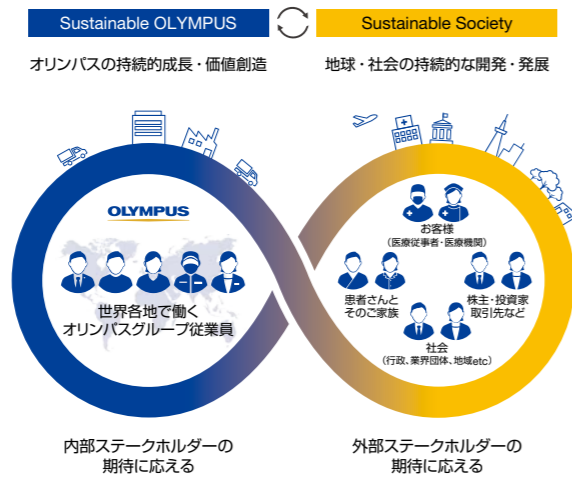 Sustainable OLYMPUS
Sustainable Society
オリンパスの持続的成長・価値創造
地球・社会の持続的な開発・発展
OLYMPUS
世界各地で働く
オリンパスグループ従業員
お客様
（医療従事者・医療機関）
患者さんと
そのご家族
株主・投資家
取引先など
社会
（行政、業界団体、地域etc）
内部ステークホルダーの
期待に応える
外部ステークホルダーの
期待に応える